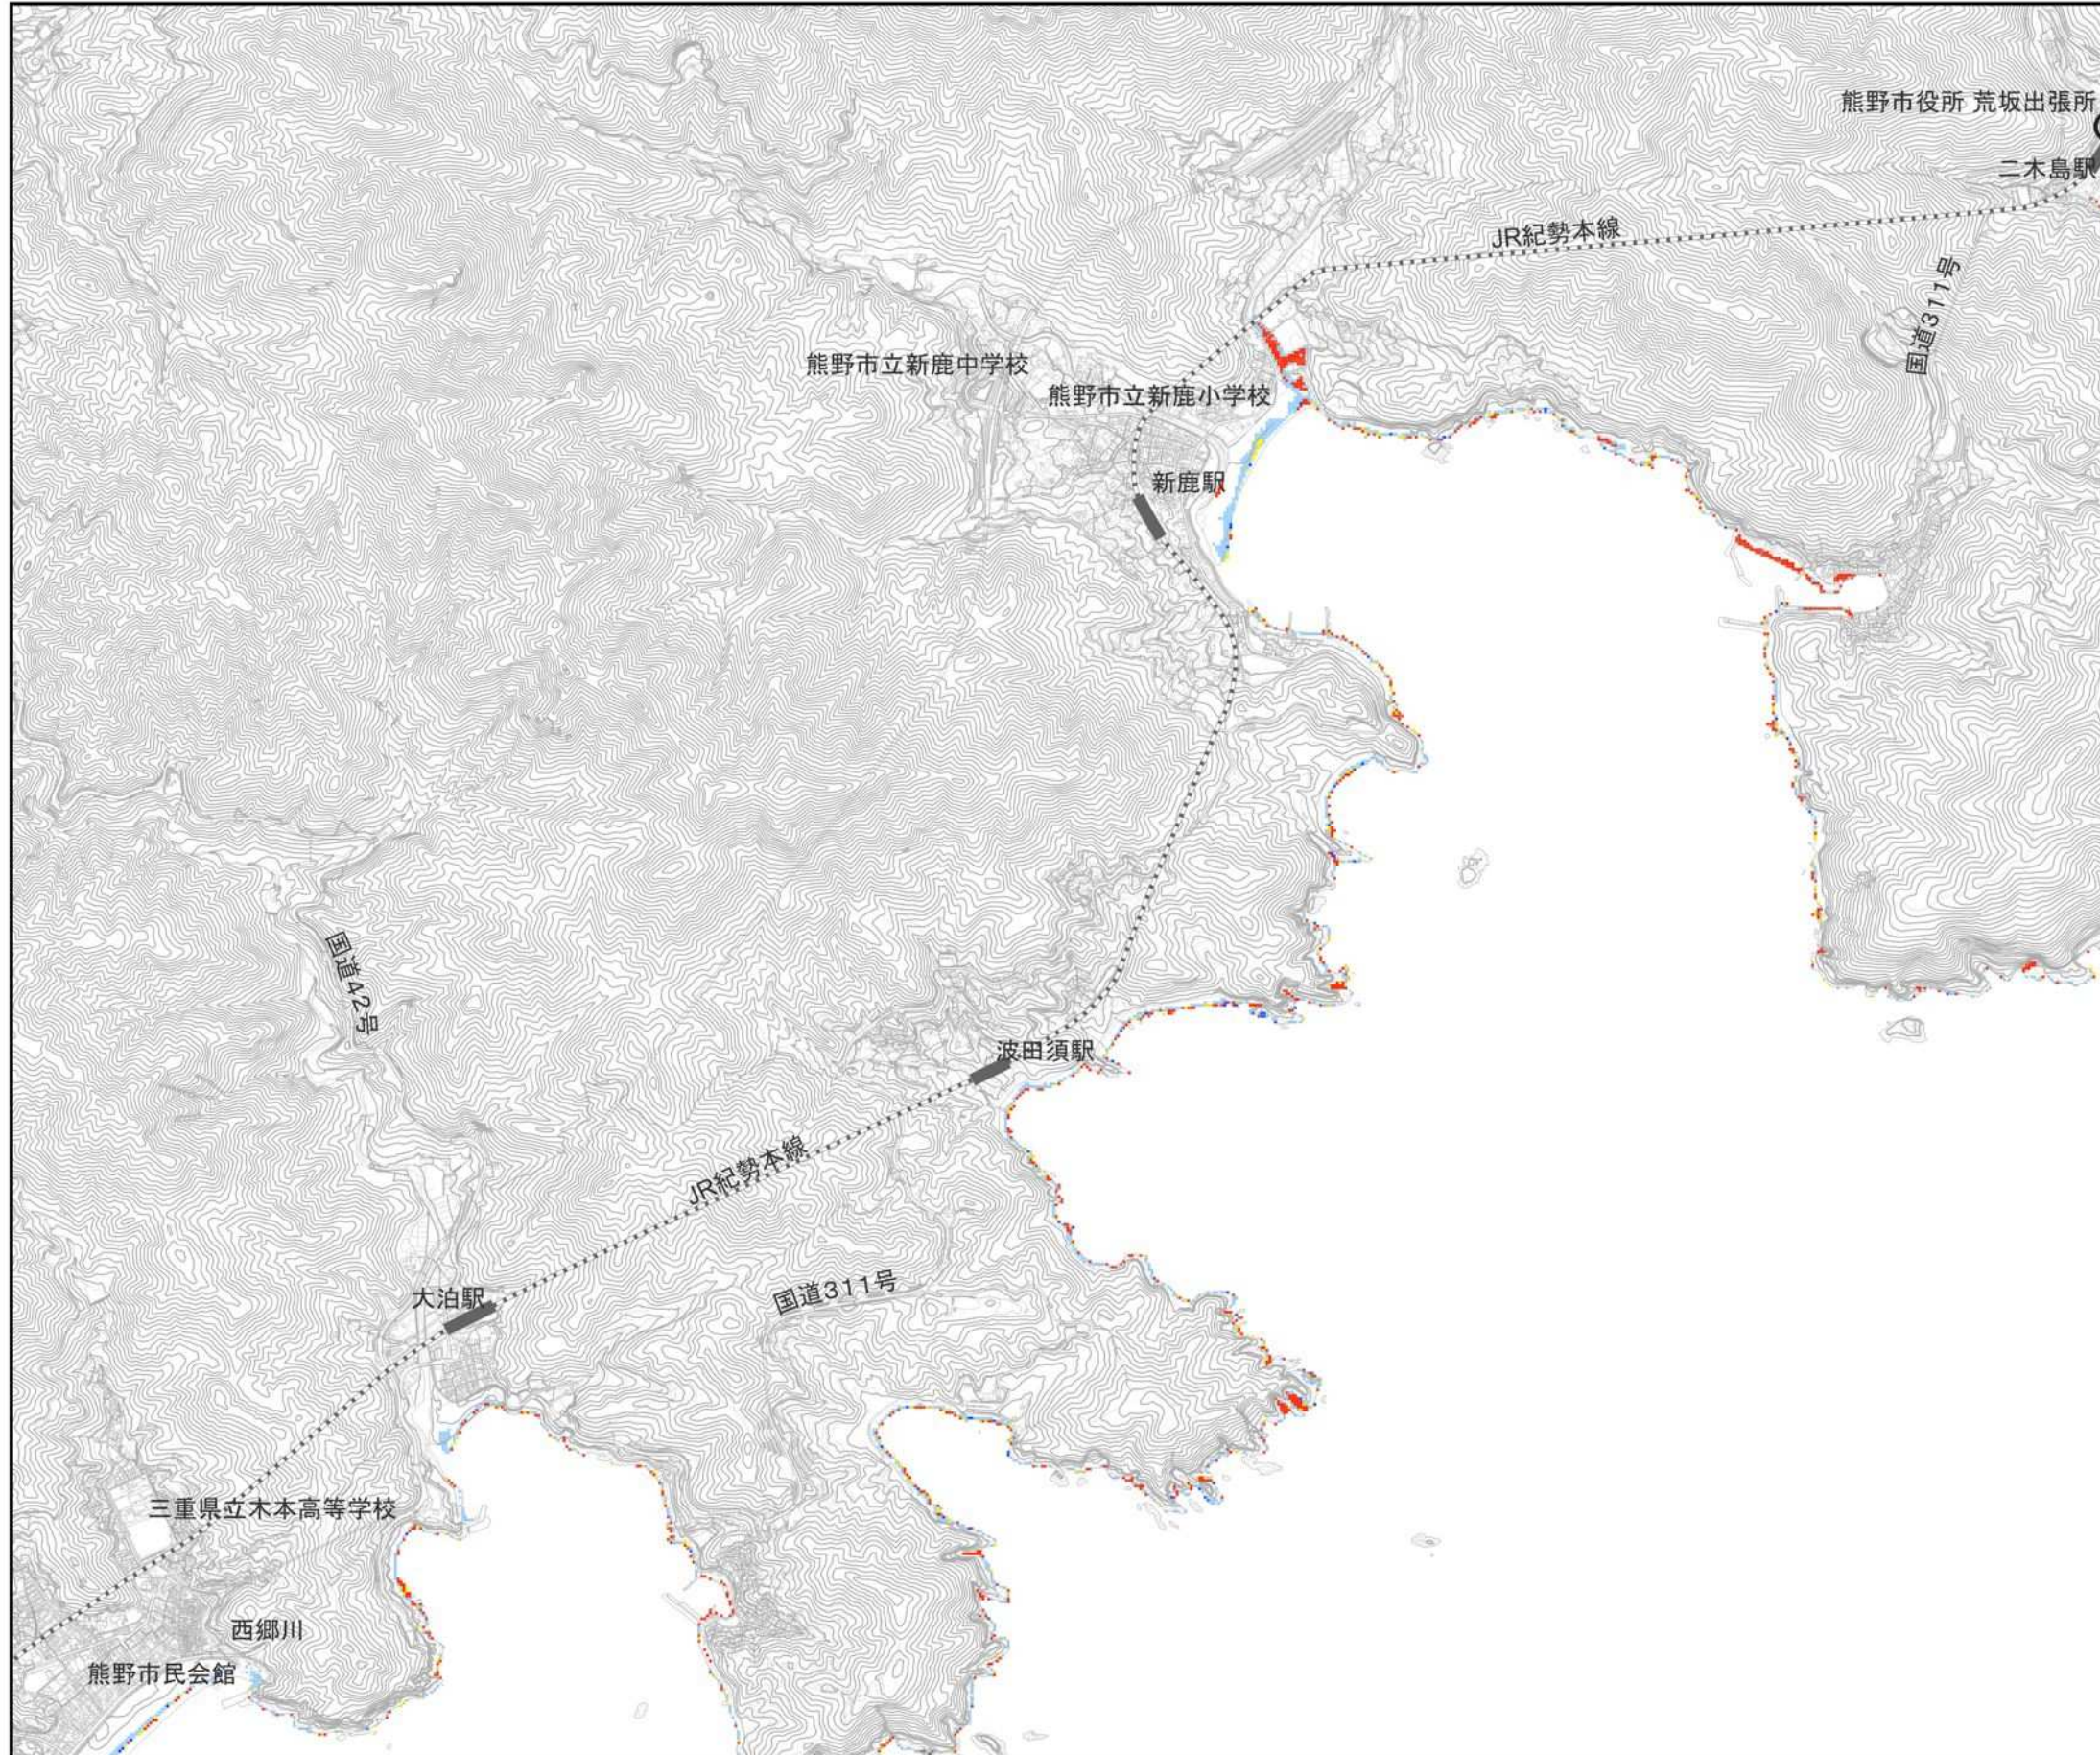 熊野市役所 荒坂出張所
二木島駅
JR紀勢本線
国道311号
熊野市立新鹿中学校
熊野市立新鹿小学校
新鹿駅
国道42号
波田須駅
JR紀勢本線
国道311号
大泊駅
三重県立木本高等学校
西郷川
熊野市民会館